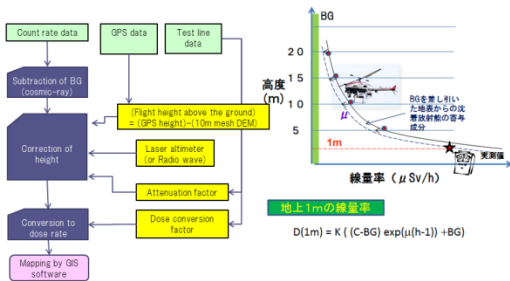 Count rate data
GPS data
Test line
data
Subtraction of BG
(cosmic-ray)
(Flight height above the ground)
= (GPS height)-(10m mesh DEM)
Correction of
height
Laser altimeter
(or Radio wave)
Attenuation factor
Dose conversion
factor
Conversion to
dose rate
Mapping by GIS
software
BG
20
15
10
5
1m
高度
(m)
μ
BGを差し引いた
地表からの沈
着放射能の寄与
成分
実測値
線量率(μSv/h)
地上1mの線量率
D(1m) = K ( (C-BG) exp(μ(h-1)) +BG)